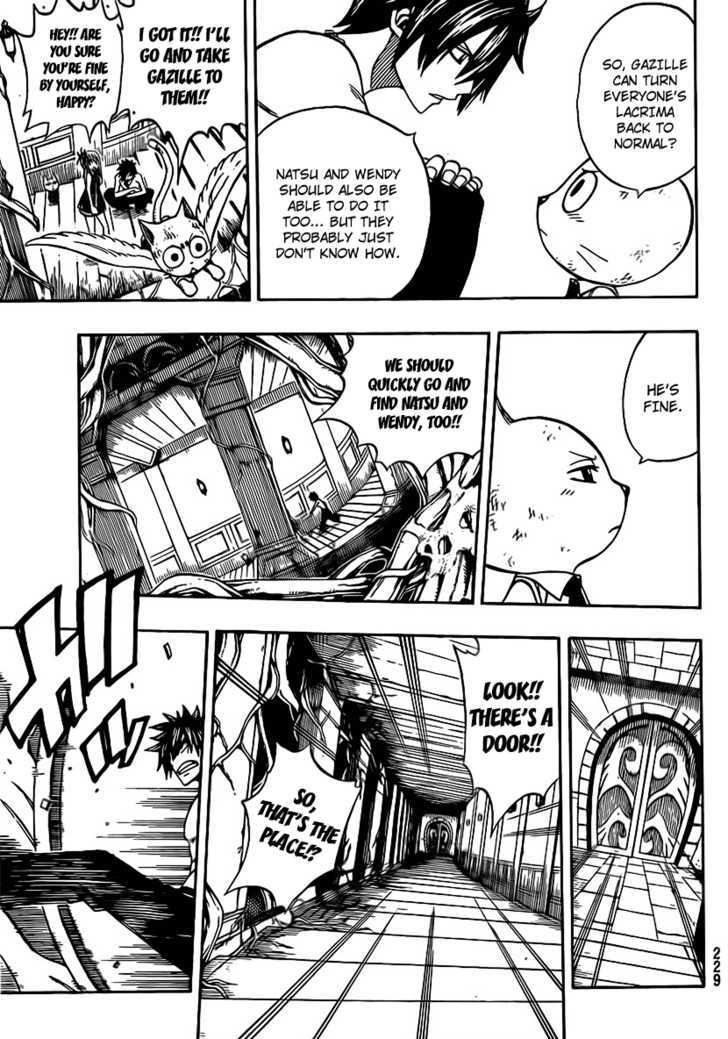 SO, GAZILLE
CAN TURN
EVERYONE'S
LACRIMA
BACK TO
NORMAL?
NATSU AND WENDY
SHOULD ALSO BE
ABLE TO DO IT
TOO... BUT THEY
PROBABLY JUST
DON'T KNOW HOW.
I GOT IT!! I'LL
GO AND TAKE
GAZILLE TO
THEM!!
HEY!! ARE
YOU SURE
YOU'RE FINE
BY YOURSELF,
HAPPY?
HE'S
FINE.
WE SHOULD
QUICKLY GO AND
FIND NATSU AND
WENDY, TOO!!
LOOK!!
THERE'S A
DOOR!!
SO,
THAT'S THE
PLACE!?
229